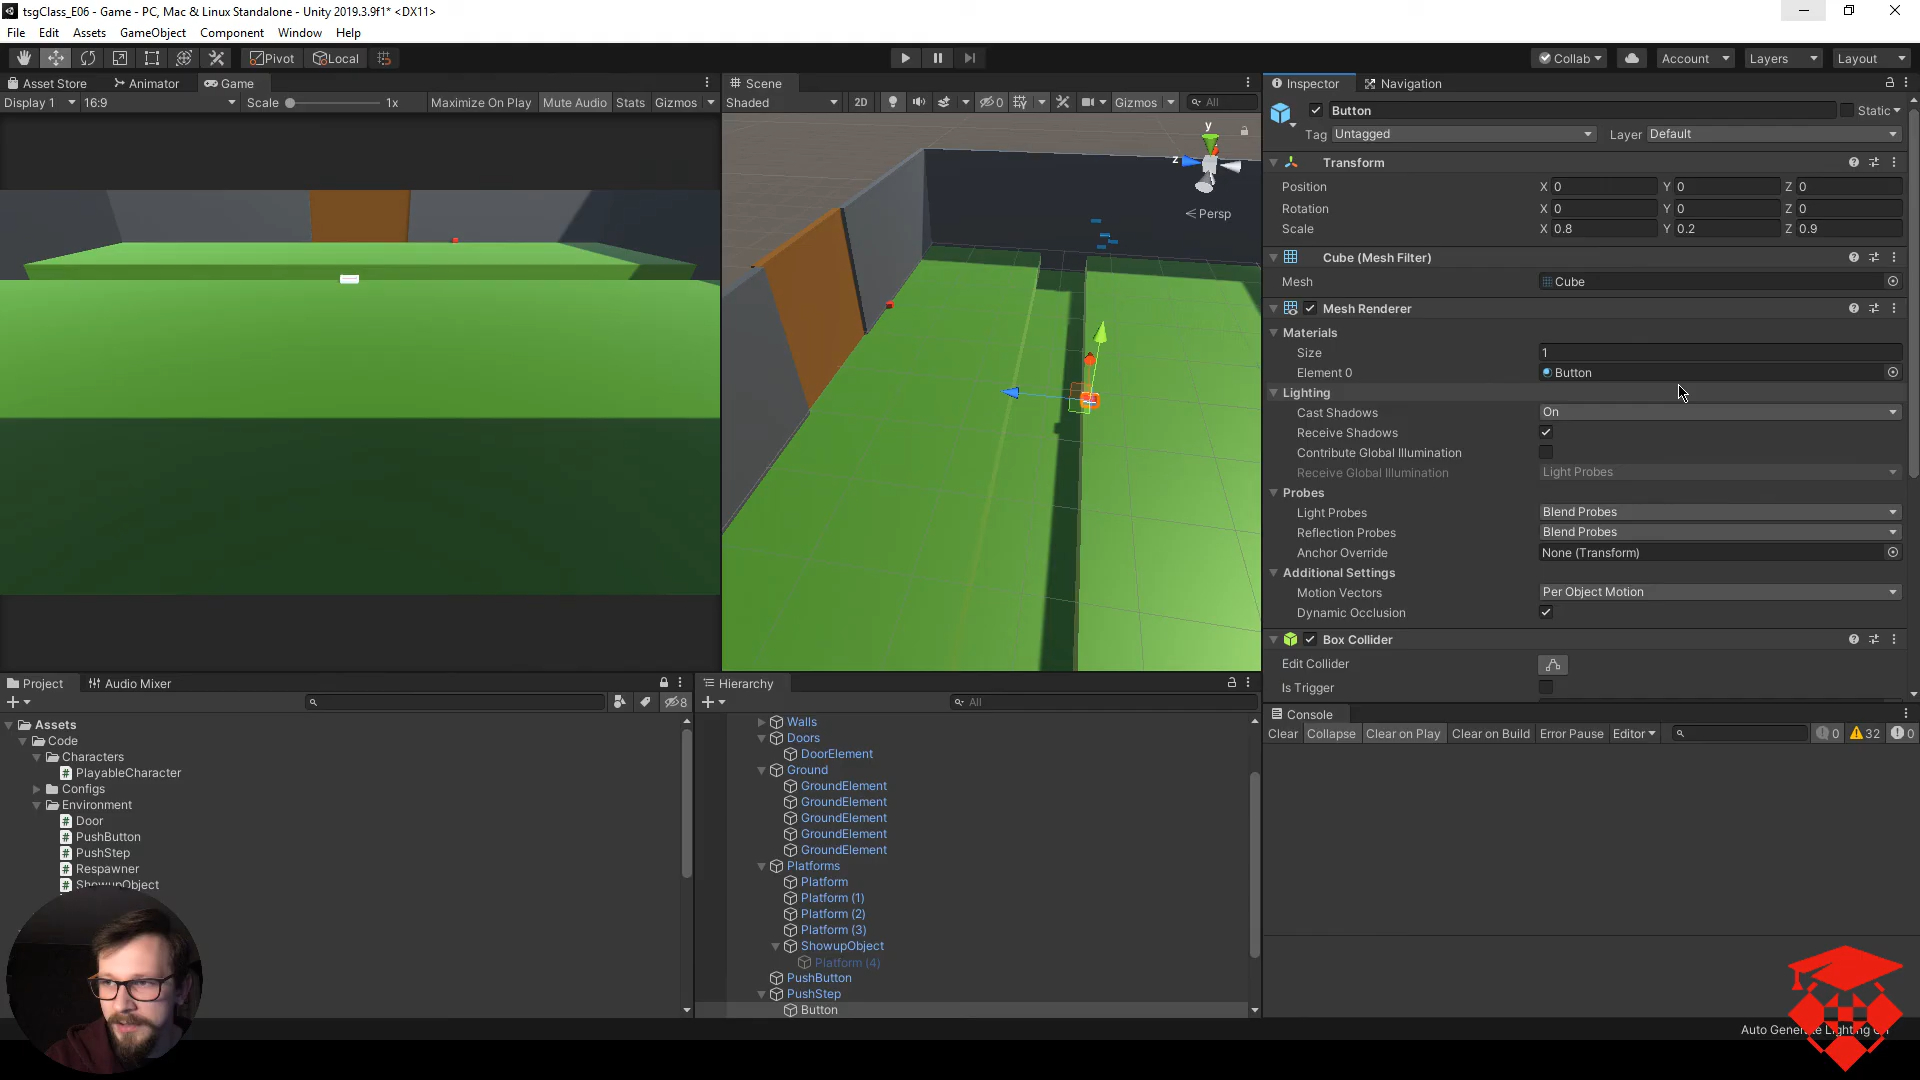 tsgClass_E06 - Game - PC, Mac & Linux Standalone - Unity 2019.3.9f1* <DX11>
File Edit Assets GameObject Component Window Help
Pivot Local Collab Account Layers Layout
Asset Store Animator Game
Display 1 16:9 Scale 1x Maximize On Play Mute Audio Stats Gizmos
Scene
Shaded 2D 0 Gizmos All
y
z
< Persp
Inspector Navigation
Button Static
Tag Untagged Layer Default
Transform
Position X 0 Y 0 Z 0
Rotation X 0 Y 0 Z 0
Scale X 0.8 Y 0.2 Z 0.9
Cube (Mesh Filter)
Mesh Cube
Mesh Renderer
Materials
Size 1
Element 0 Button
Lighting
Cast Shadows On
Receive Shadows
Contribute Global Illumination
Receive Global Illumination Light Probes
Probes
Light Probes Blend Probes
Reflection Probes Blend Probes
Anchor Override None (Transform)
Additional Settings
Motion Vectors Per Object Motion
Dynamic Occlusion
Box Collider
Edit Collider
Is Trigger
Project Audio Mixer
8
Assets
Code
Characters
PlayableCharacter
Configs
Environment
Door
PushButton
PushStep
Respawner
ShowupObject
Hierarchy
All
Walls
Doors
DoorElement
Ground
GroundElement
GroundElement
GroundElement
GroundElement
GroundElement
Platforms
Platform
Platform (1)
Platform (2)
Platform (3)
ShowupObject
Platform (4)
PushButton
PushStep
Button
Console
Clear Collapse Clear on Play Clear on Build Error Pause Editor 0 32 0
Auto Generate Lighting